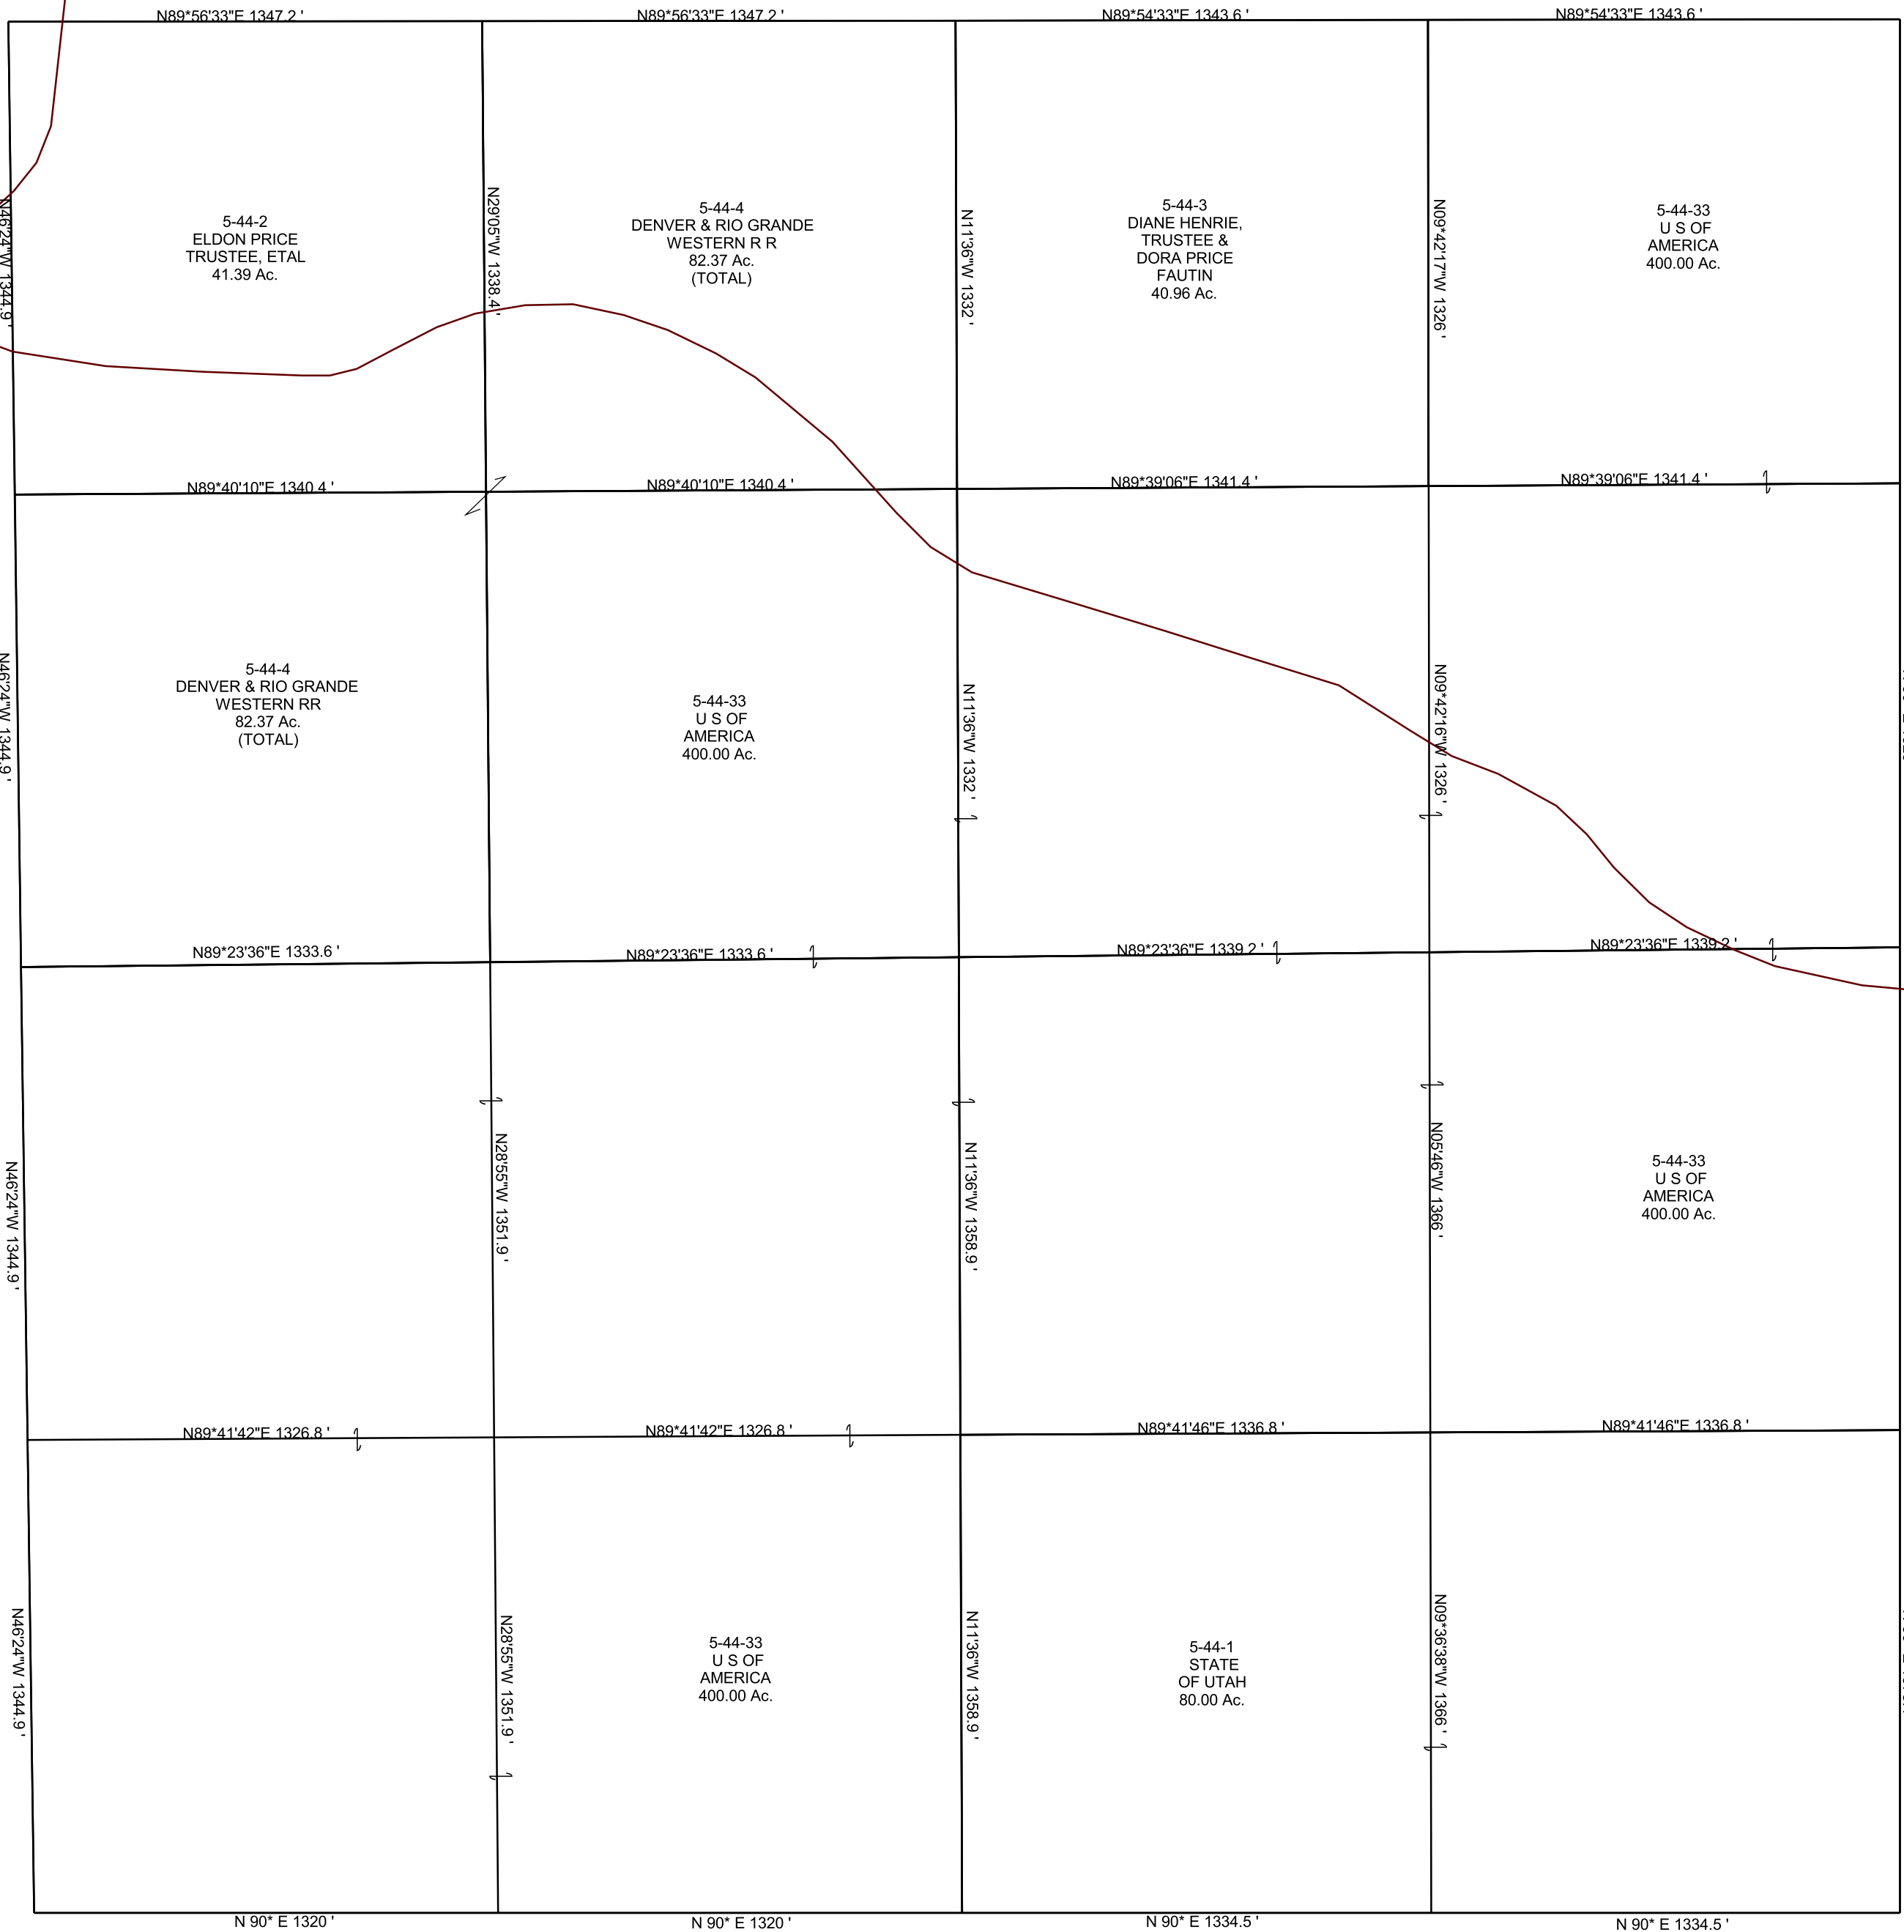 N89*56'33"E 1347.2 '
N89*56'33"E 1347.2 '
N89*54'33"E 1343.6 '
N89*54'33"E 1343.6 '
N46'24"W 1344.9 '
5-44-2
ELDON PRICE
TRUSTEE, ETAL
41.39 Ac.
N29'05"W 1338.4 '
5-44-4
DENVER & RIO GRANDE
WESTERN R R
82.37 Ac.
(TOTAL)
N11'36"W 1332 '
5-44-3
DIANE HENRIE,
TRUSTEE &
DORA PRICE
FAUTIN
40.96 Ac.
N09*42'17"W 1326 '
5-44-33
U S OF
AMERICA
400.00 Ac.
N89*40'10"E 1340.4 '
N89*40'10"E 1340.4 '
N89*39'06"E 1341.4 '
N89*39'06"E 1341.4 '
N46'24"W 1344.9 '
5-44-4
DENVER & RIO GRANDE
WESTERN RR
82.37 Ac.
(TOTAL)
5-44-33
U S OF
AMERICA
400.00 Ac.
N11'36"W 1332 '
N09*42'16"W 1326 '
N89*23'36"E 1333.6 '
N89*23'36"E 1333.6 '
N89*23'36"E 1339.2 '
N89*23'36"E 1339.2 '
N46'24"W 1344.9 '
N28'55"W 1351.9 '
N11'36"W 1358.9 '
N05'46"W 1366 '
5-44-33
U S OF
AMERICA
400.00 Ac.
N89*41'42"E 1326.8 '
N89*41'42"E 1326.8 '
N89*41'46"E 1336.8 '
N89*41'46"E 1336.8 '
N46'24"W 1344.9 '
N28'55"W 1351.9 '
5-44-33
U S OF
AMERICA
400.00 Ac.
N11'36"W 1358.9 '
5-44-1
STATE
OF UTAH
80.00 Ac.
N09*36'38"W 1366 '
N 90* E 1320 '
N 90* E 1320 '
N 90* E 1334.5 '
N 90* E 1334.5 '